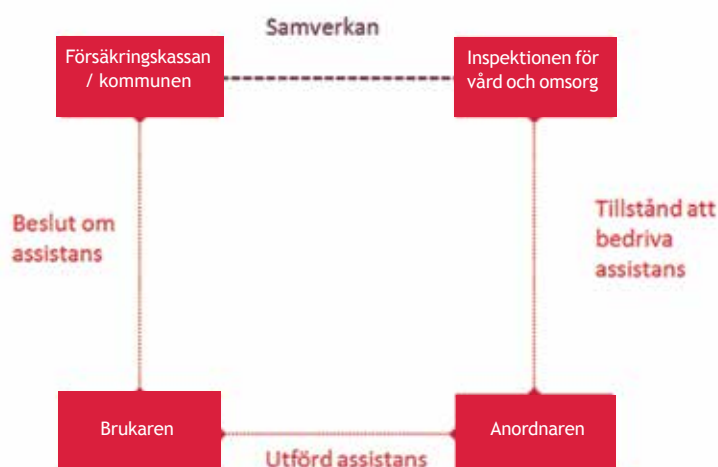 Samverkan
Försäkringskassan
/ kommunen
Inspektionen för
vård och omsorg
Beslut om
assistans
Tillstånd att
bedriva
assistans
Brukaren
Anordnaren
Utförd assistans